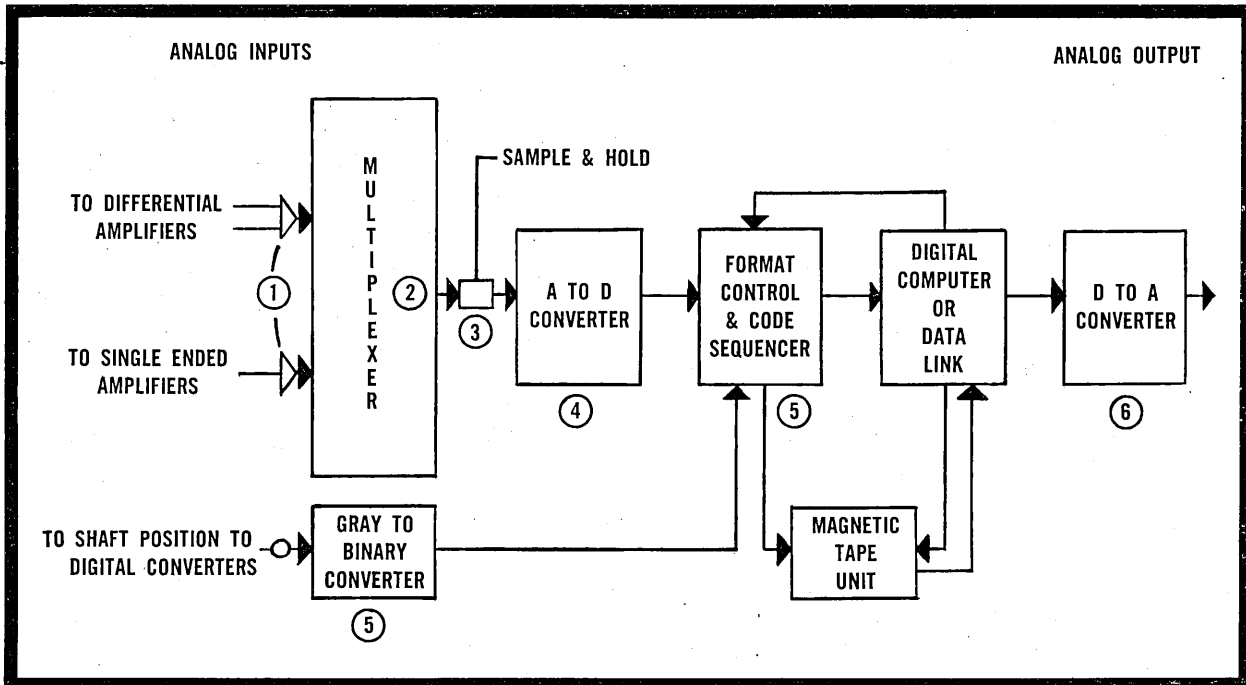 ANALOG INPUTS
ANALOG OUTPUT
MULTIPLEXER
SAMPLE & HOLD
TO DIFFERENTIAL
AMPLIFIERS
1
2
3
TO SINGLE ENDED
AMPLIFIERS
A TO D
CONVERTER
4
FORMAT
CONTROL
& CODE
SEQUENCER
5
DIGITAL
COMPUTER
OR
DATA
LINK
D TO A
CONVERTER
6
TO SHAFT POSITION TO
DIGITAL CONVERTERS
GRAY TO
BINARY
CONVERTER
5
MAGNETIC
TAPE
UNIT